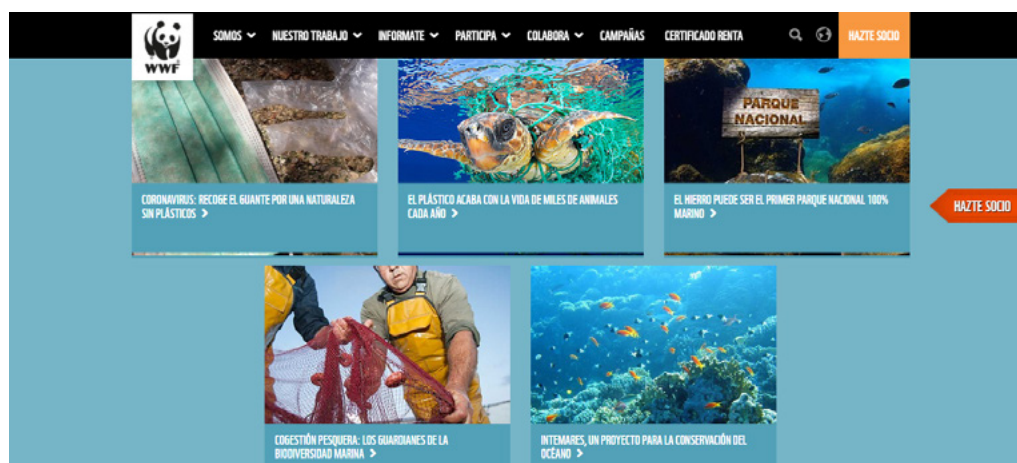 SOMOS NUESTRO TRABAJO INFORMATE PARTICIPA COLABORA CAMPAÑAS CERTIFICADO RENTA HAZTE SOCIO
WWF
PARQUE
NACIONAL
CORONAVIRUS: RECOGE EL GUANTE POR UNA NATURALEZA
SIN PLÁSTICOS >
EL PLÁSTICO ACABA CON LA VIDA DE MILES DE ANIMALES
CADA AÑO >
EL HIERRO PUEDE SER EL PRIMER PARQUE NACIONAL 100%
MARINO >
HAZTE SOCIO
COGESTIÓN PESQUERA: LOS GUARDIANES DE LA
BIODIVERSIDAD MARINA >
INTEMARES, UN PROYECTO PARA LA CONSERVACIÓN DEL
OCÉANO >